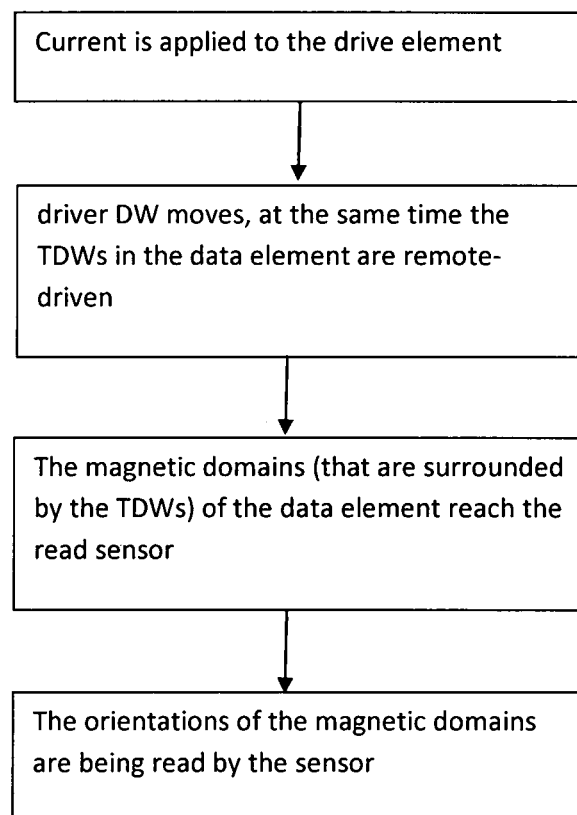 Current is applied to the drive element
driver DW moves, at the same time the
TDWs in the data element are remote-
driven
The magnetic domains (that are surrounded
by the TDWs) of the data element reach the
read sensor
The orientations of the magnetic domains
are being read by the sensor